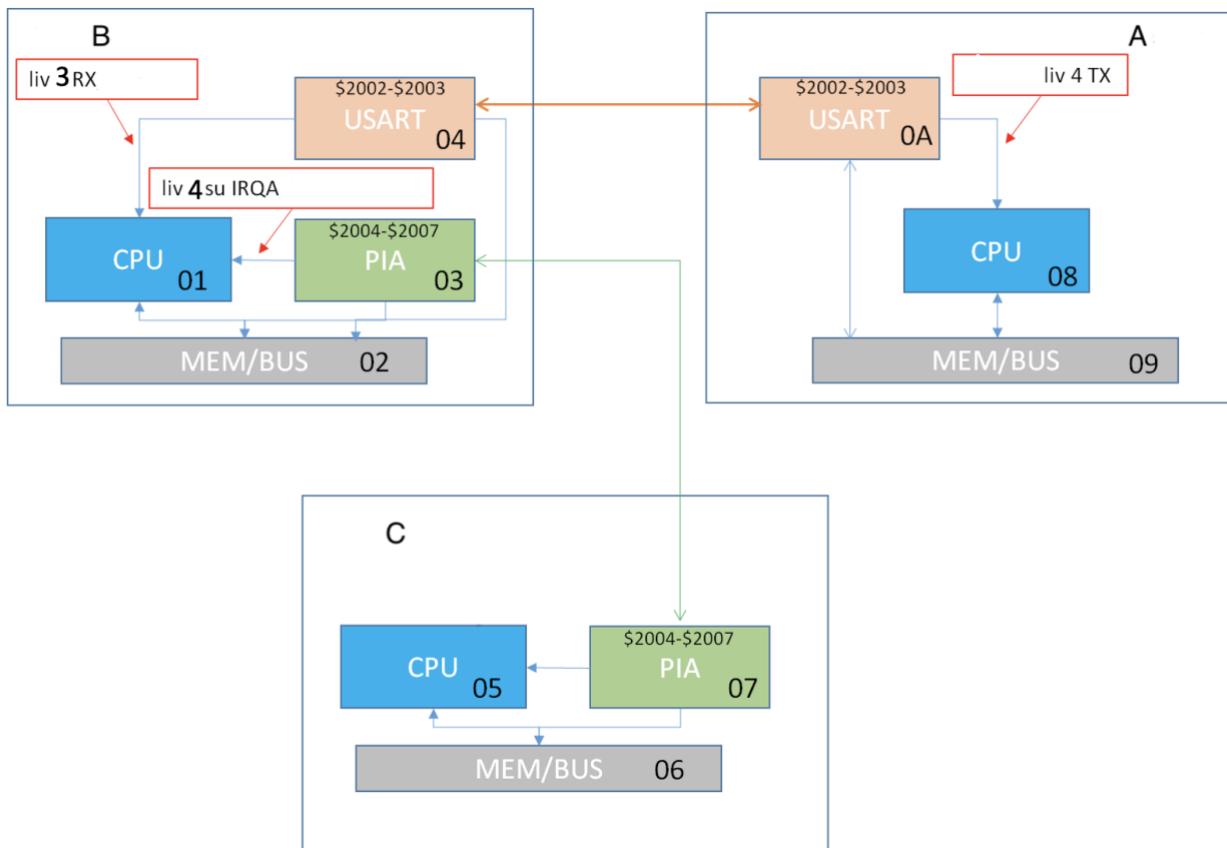 B
liv 3 RX
$2002-$2003
USART
04
liv 4 su IRQA
CPU
01
$2004-$2007
PIA
03
MEM/BUS
02
A
liv 4 TX
$2002-$2003
USART
0A
CPU
08
MEM/BUS
09
C
CPU
05
$2004-$2007
PIA
07
MEM/BUS
06